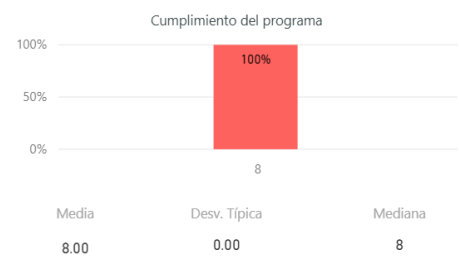 Cumplimiento del programa
100%
100%
50%
0%
8
Media Desv. Típica Mediana
8.00 0.00 8